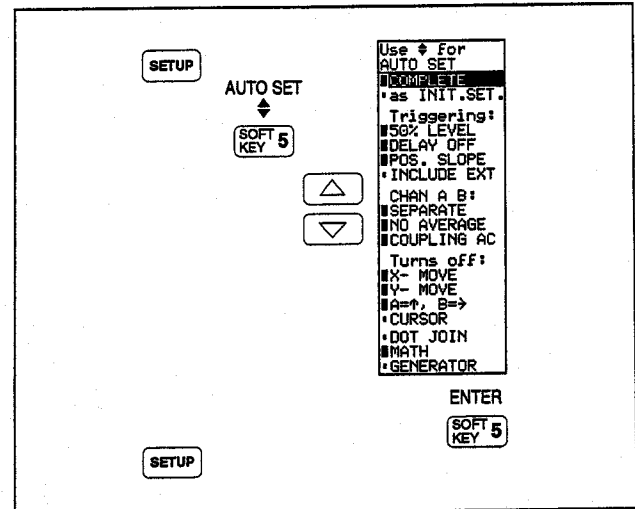 SETUP
AUTO SET
SOFT KEY 5
Use ♦ for
AUTO SET
COMPLETE
as INIT.SET.
Triggering:
50% LEVEL
DELAY OFF
POS. SLOPE
INCLUDE EXT
CHAN A B:
SEPARATE
NO AVERAGE
COUPLING AC
Turns off:
X- MOVE
Y- MOVE
A=↑, B=→
CURSOR
DOT JOIN
MATH
GENERATOR
ENTER
SOFT KEY 5
SETUP